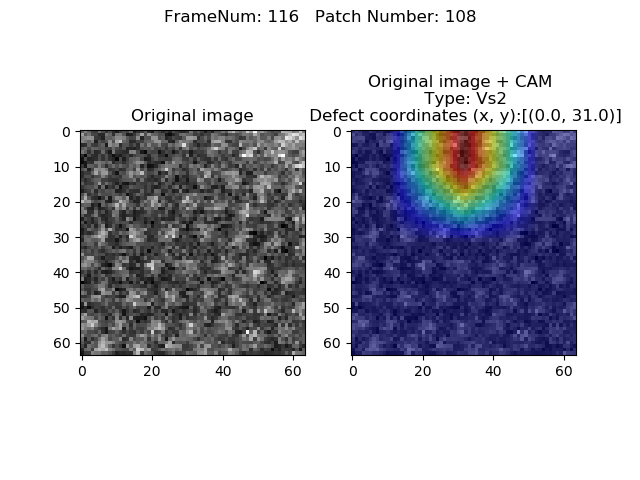 FrameNum: 116   Patch Number: 108
Original image
Original image + CAM
Type: Vs2
Defect coordinates (x, y):[(0.0, 31.0)]
0
10
20
30
40
50
60
0 20 40 60
0
10
20
30
40
50
60
0 20 40 60